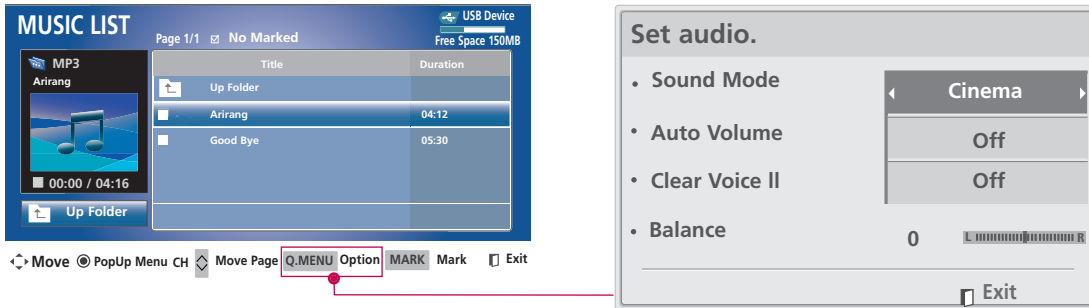 MUSIC LIST
Page 1/1 No Marked
USB Device
Free Space 150MB
MP3
Arirang
00:00 / 04:16
Up Folder
Title Duration
Up Folder
Arirang 04:12
Good Bye 05:30
Move PopUp Menu CH Move Page Q.MENU Option MARK Mark Exit
Set audio.
• Sound Mode Cinema
• Auto Volume Off
• Clear Voice ll Off
• Balance 0 L R
Exit